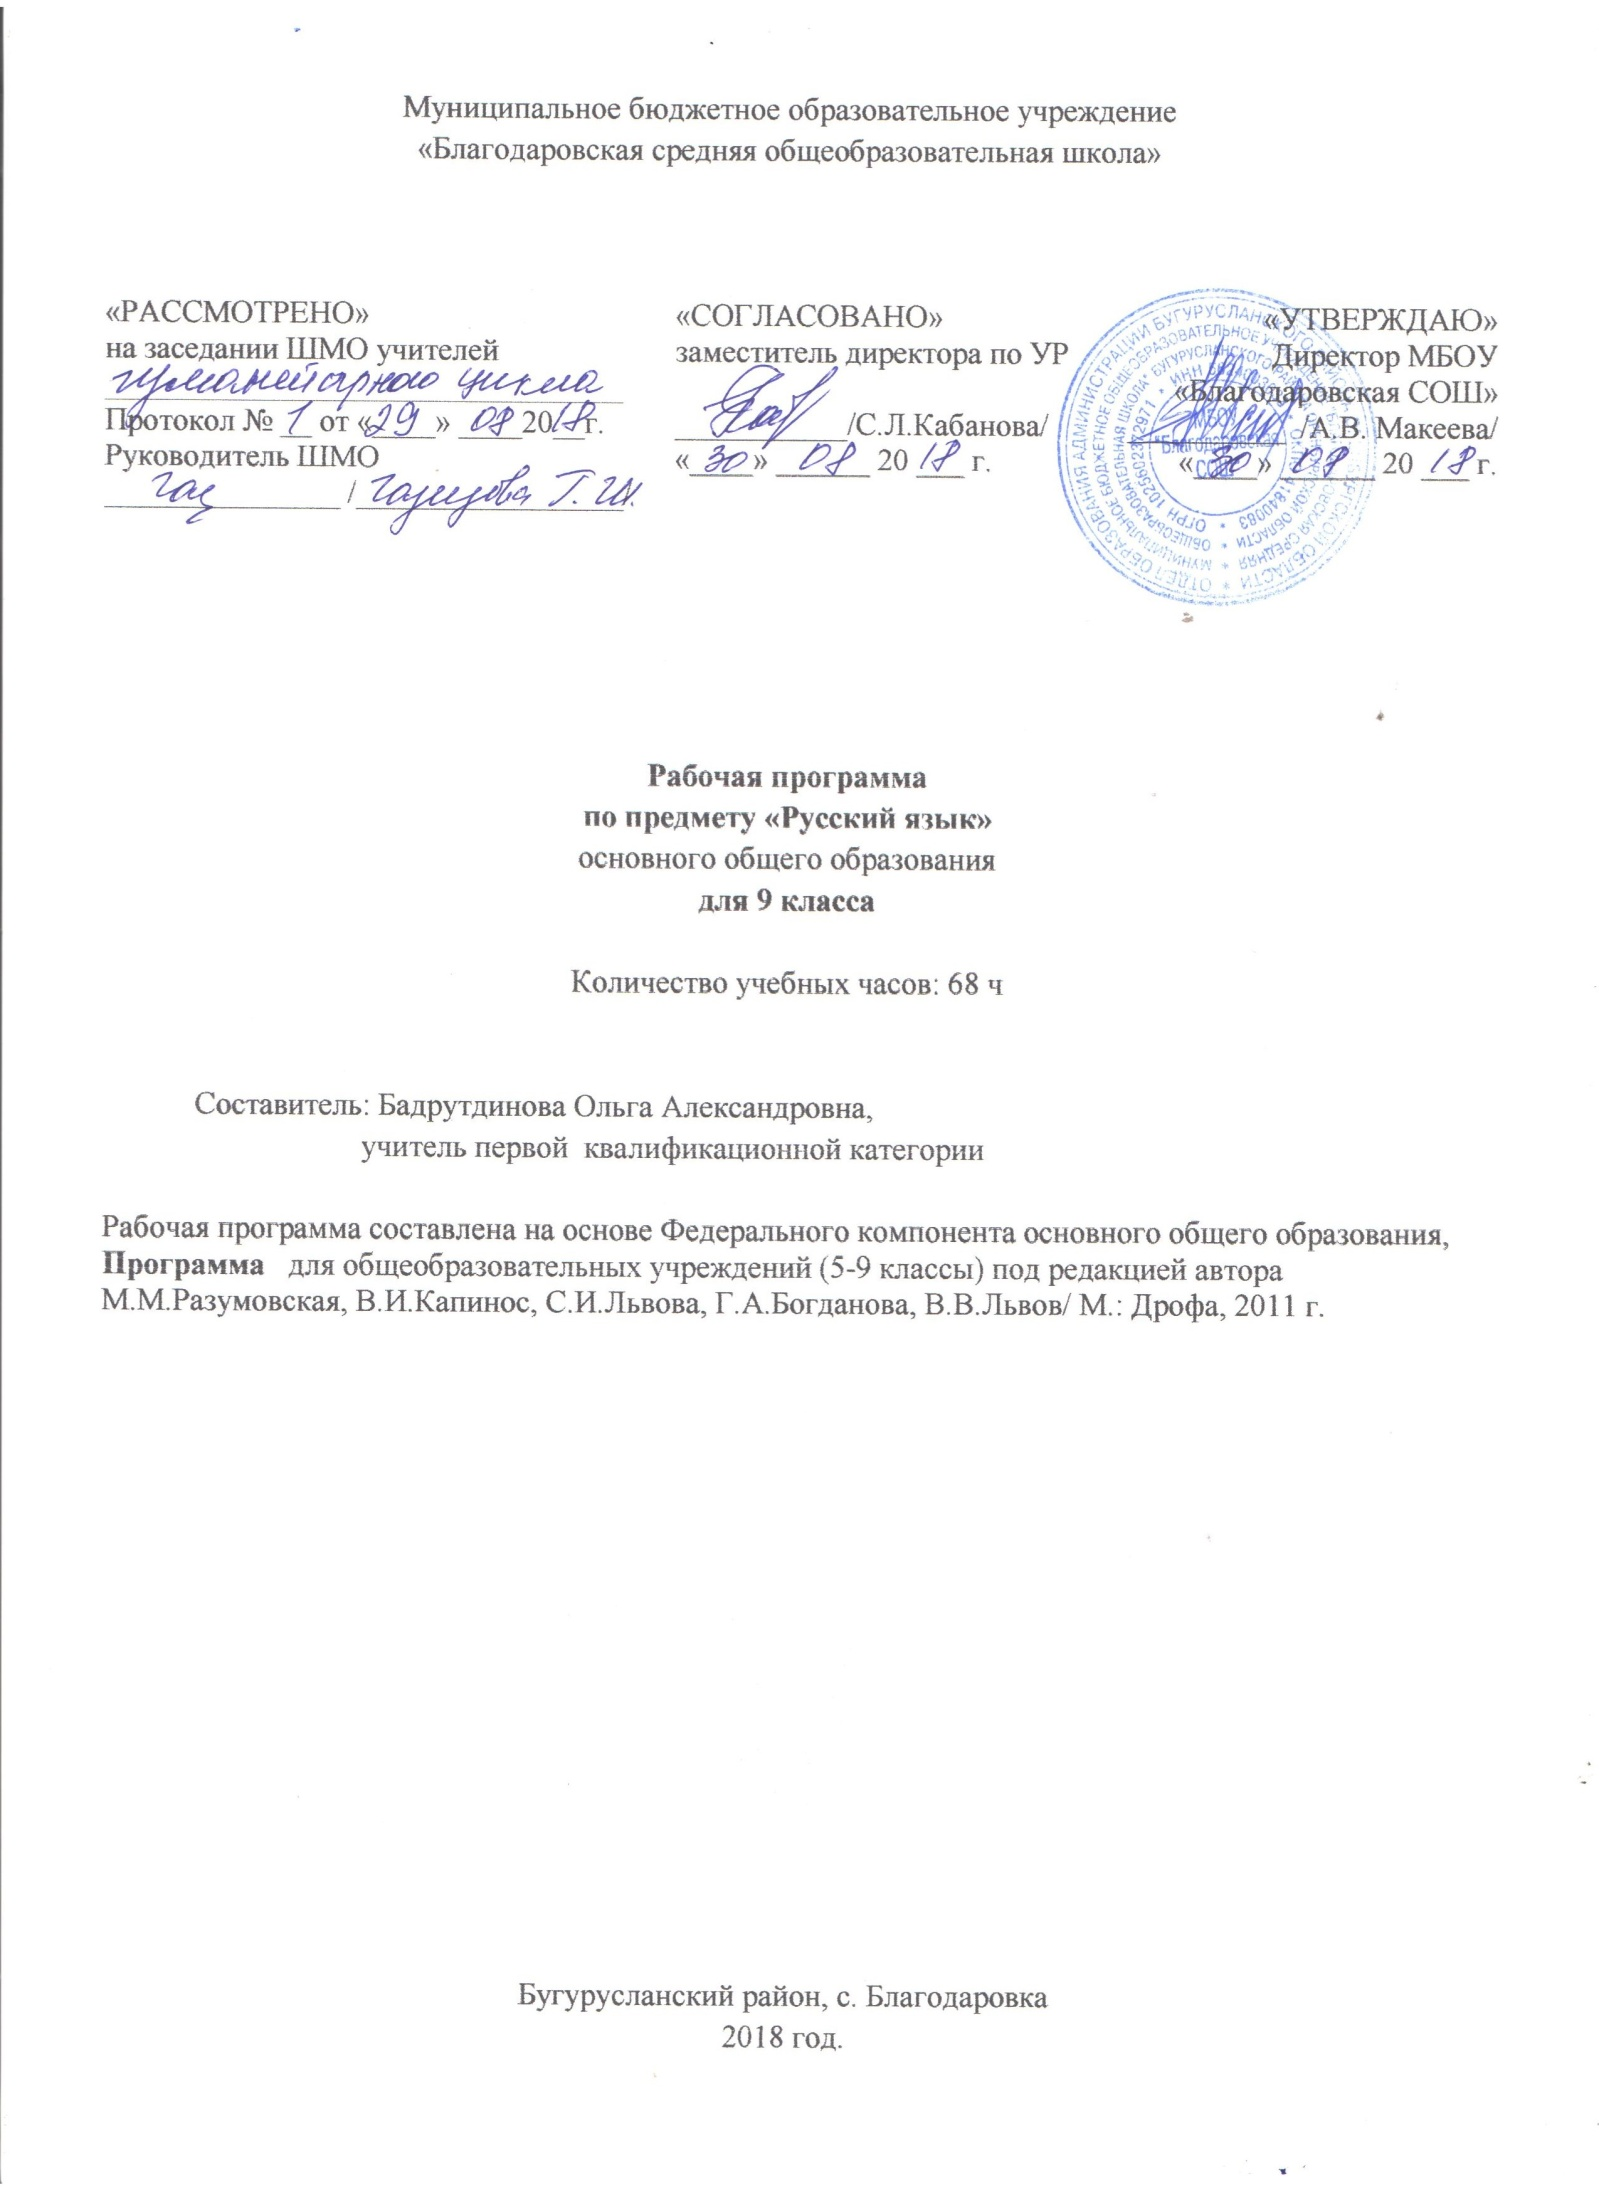 Муниципальное бюджетное образовательное учреждение
«Благодаровская средняя общеобразовательная школа»
«РАССМОТРЕНО»
на заседании ШМО учителей
гуманитарного цикла
Протокол № 1 от «29» 08 2018г.
Руководитель ШМО
/
«СОГЛАСОВАНО»
заместитель директора по УР
/С.Л.Кабанова/
«30» 08 20 18 г.
«УТВЕРЖДАЮ»
Директор МБОУ
«Благодаровская СОШ»
/А.В. Макеева/
«30» 08 20 18 г.
Рабочая программа
по предмету «Русский язык»
основного общего образования
для 9 класса
Количество учебных часов: 68 ч
Составитель: Бадрутдинова Ольга Александровна,
учитель первой квалификационной категории
Рабочая программа составлена на основе Федерального компонента основного общего образования,
Программа для общеобразовательных учреждений (5-9 классы) под редакцией автора
М.М.Разумовская, В.И.Капинос, С.И.Львова, Г.А.Богданова, В.В.Львов/ М.: Дрофа, 2011 г.
Бугурусланский район, с. Благодаровка
2018 год.